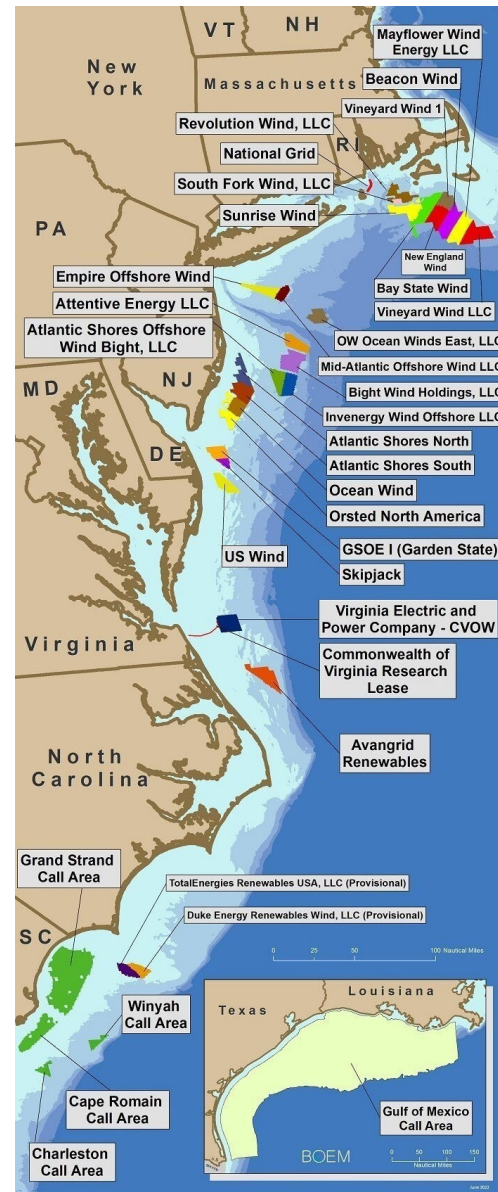 VT
NH
New
York
Massachusetts
Mayflower Wind
Energy LLC
Beacon Wind
Vineyard Wind 1
Revolution Wind, LLC
National Grid
RI
South Fork Wind, LLC
Sunrise Wind
PA
New England
Wind
Bay State Wind
Vineyard Wind LLC
Empire Offshore Wind
Attentive Energy LLC
Atlantic Shores Offshore
Wind Bight, LLC
OW Ocean Winds East, LLC
Mid-Atlantic Offshore Wind LLC
Bight Wind Holdings, LLC
Invenergy Wind Offshore LLC
MD
NJ
Atlantic Shores North
Atlantic Shores South
DE
Ocean Wind
Orsted North America
US Wind
GSOE I (Garden State)
Skipjack
Virginia
Virginia Electric and
Power Company - CVOW
Commonwealth of
Virginia Research
Lease
Avangrid
Renewables
North
Carolina
Grand Strand
Call Area
TotalEnergies Renewables USA, LLC (Provisional)
Duke Energy Renewables Wind, LLC (Provisional)
SC
0 25 50 100 Nautical Miles
Winyah
Call Area
Cape Romain
Call Area
Charleston
Call Area
Texas
Louisiana
Gulf of Mexico
Call Area
BOEM
0 50 100 150
Nautical Miles
June 2022